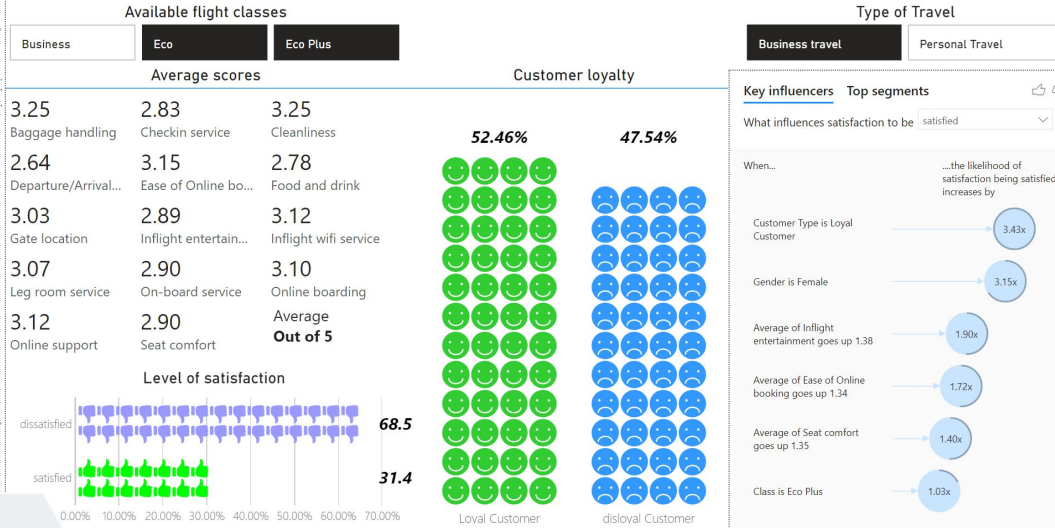 Available flight classes
Business
Eco
Eco Plus
Average scores
3.25
Baggage handling
2.83
Checkin service
3.25
Cleanliness
2.64
Departure/Arrival...
3.15
Ease of Online bo...
2.78
Food and drink
3.03
Gate location
2.89
Inflight entertain...
3.12
Inflight wifi service
3.07
Leg room service
2.90
On-board service
3.10
Online boarding
3.12
Online support
2.90
Seat comfort
Average
Out of 5
Level of satisfaction
dissatisfied
68.5
satisfied
31.4
0.00% 10.00% 20.00% 30.00% 40.00% 50.00% 60.00% 70.00%
Customer loyalty
52.46%
47.54%
Loyal Customer
disloyal Customer
Type of Travel
Business travel
Personal Travel
Key influencers
Top segments
What influences satisfaction to be
satisfied
When...
....the likelihood of
satisfaction being satisfied
increases by
Customer Type is Loyal
Customer
3.43x
Gender is Female
3.15x
Average of Inflight
entertainment goes up 1.38
1.90x
Average of Ease of Online
booking goes up 1.34
1.72x
Average of Seat comfort
goes up 1.35
1.40x
Class is Eco Plus
1.03x